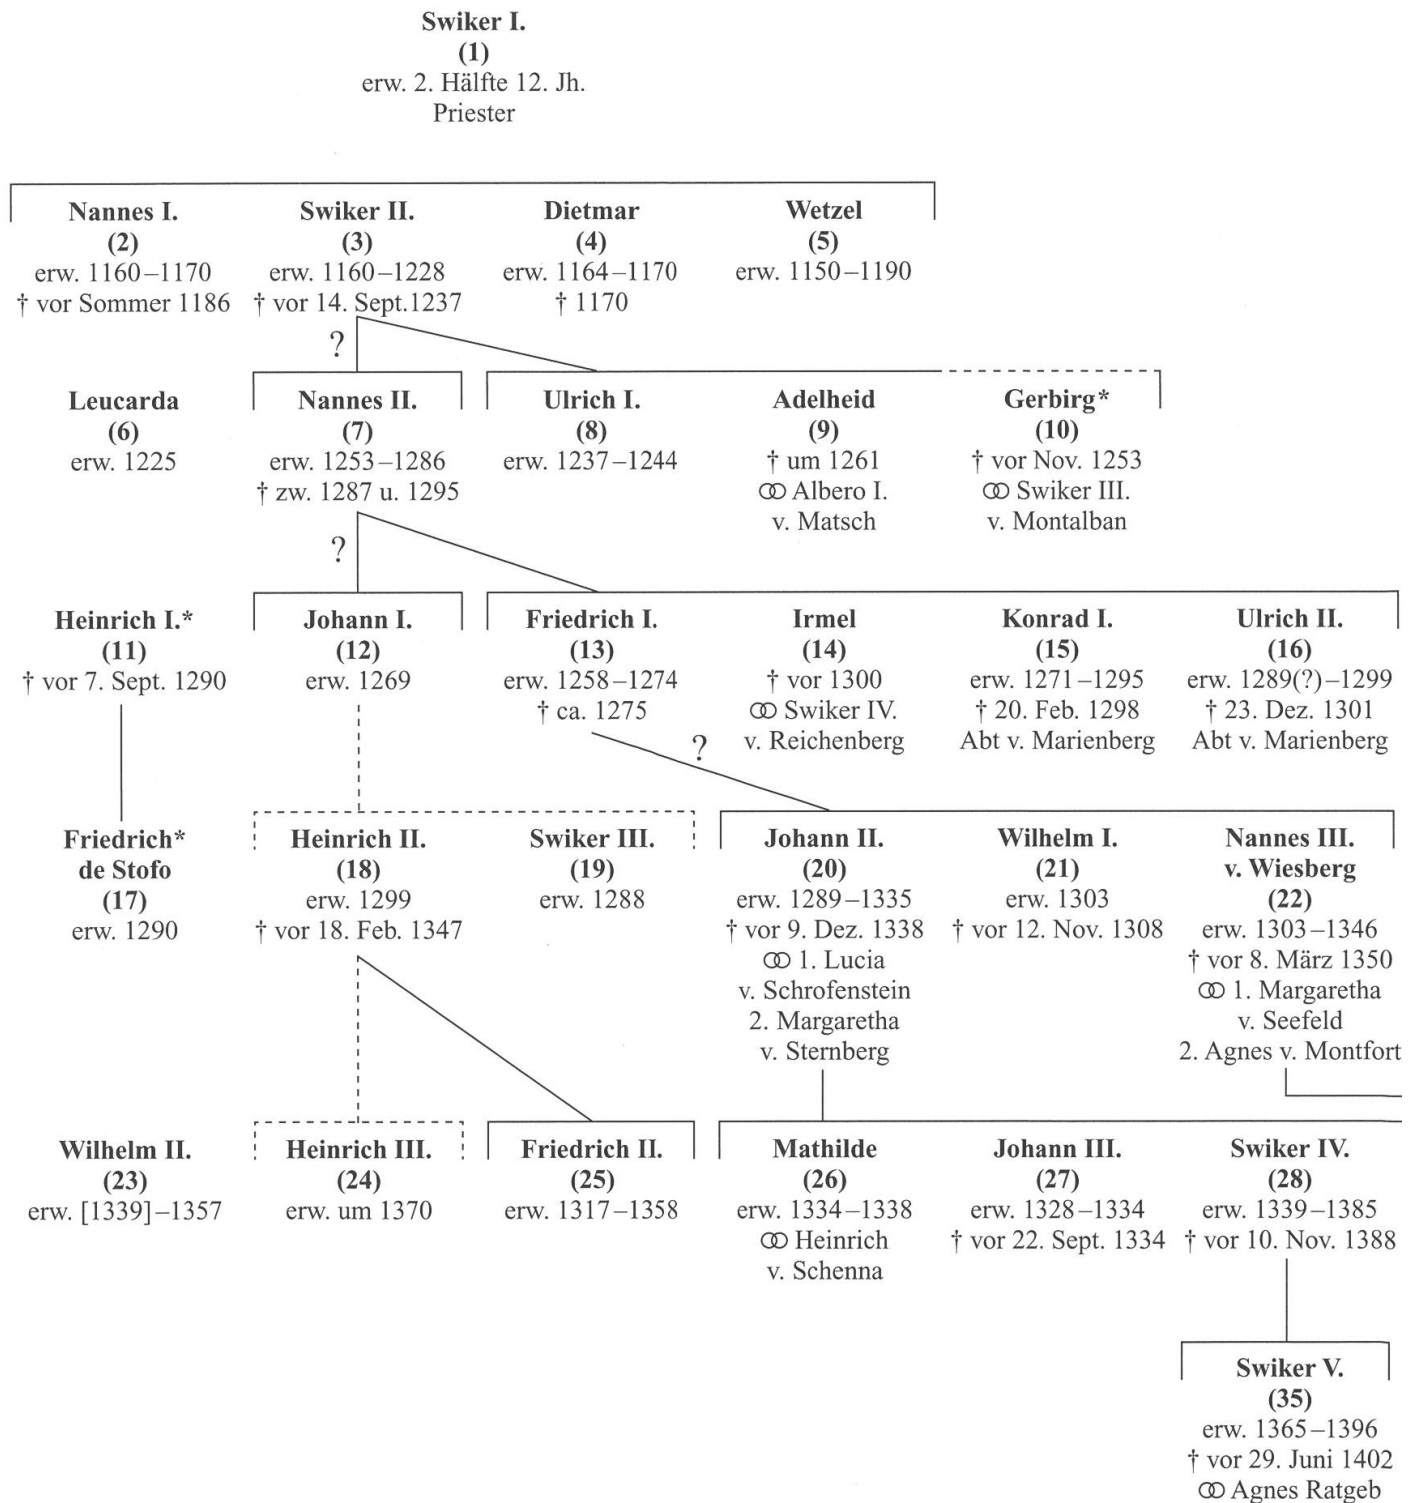 Swiker I.
(1)
erw. 2. Hälfte 12. Jh.
Priester
Nannes I.
(2)
erw. 1160–1170
† vor Sommer 1186
Swiker II.
(3)
erw. 1160–1228
† vor 14. Sept.1237
Dietmar
(4)
erw. 1164–1170
† 1170
Wetzel
(5)
erw. 1150–1190
?
Leucarda
(6)
erw. 1225
Nannes II.
(7)
erw. 1253–1286
† zw. 1287 u. 1295
Ulrich I.
(8)
erw. 1237–1244
Adelheid
(9)
† um 1261
⚭ Albero I.
v. Matsch
Gerbirg*
(10)
† vor Nov. 1253
⚭ Swiker III.
v. Montalban
?
Heinrich I.*
(11)
† vor 7. Sept. 1290
Johann I.
(12)
erw. 1269
Friedrich I.
(13)
erw. 1258–1274
† ca. 1275
Irmel
(14)
† vor 1300
⚭ Swiker IV.
v. Reichenberg
Konrad I.
(15)
erw. 1271–1295
† 20. Feb. 1298
Abt v. Marienberg
Ulrich II.
(16)
erw. 1289(?)–1299
† 23. Dez. 1301
Abt v. Marienberg
?
Friedrich*
de Stofo
(17)
erw. 1290
Heinrich II.
(18)
erw. 1299
† vor 18. Feb. 1347
Swiker III.
(19)
erw. 1288
Johann II.
(20)
erw. 1289–1335
† vor 9. Dez. 1338
⚭ 1. Lucia
v. Schrofenstein
2. Margaretha
v. Sternberg
Wilhelm I.
(21)
erw. 1303
† vor 12. Nov. 1308
Nannes III.
v. Wiesberg
(22)
erw. 1303–1346
† vor 8. März 1350
⚭ 1. Margaretha
v. Seefeld
2. Agnes v. Montfort
Wilhelm II.
(23)
erw. [1339]–1357
Heinrich III.
(24)
erw. um 1370
Friedrich II.
(25)
erw. 1317–1358
Mathilde
(26)
erw. 1334–1338
⚭ Heinrich
v. Schenna
Johann III.
(27)
erw. 1328–1334
† vor 22. Sept. 1334
Swiker IV.
(28)
erw. 1339–1385
† vor 10. Nov. 1388
Swiker V.
(35)
erw. 1365–1396
† vor 29. Juni 1402
⚭ Agnes Ratgeb